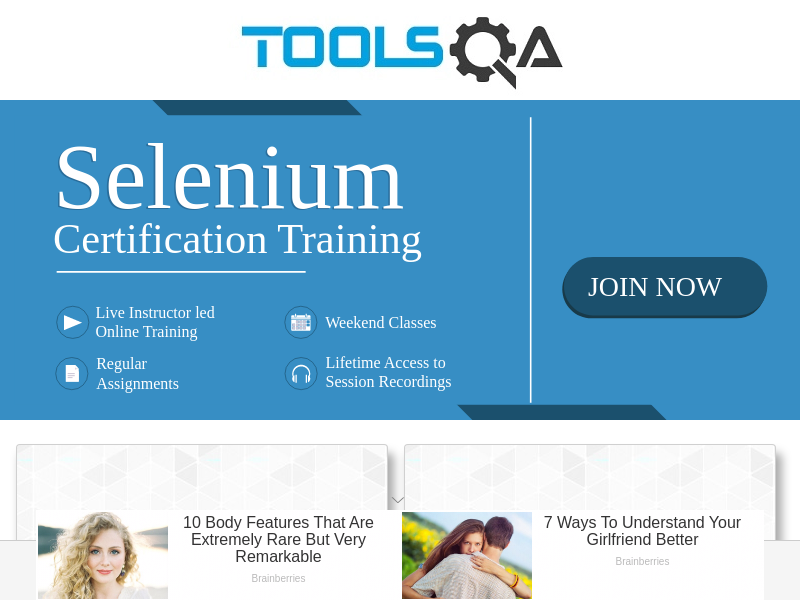 TOOLSQA
Selenium
Certification Training
Live Instructor led
Online Training
Weekend Classes
Regular
Assignments
Lifetime Access to
Session Recordings
JOIN NOW
10 Body Features That Are
Extremely Rare But Very
Remarkable
Brainberries
7 Ways To Understand Your
Girlfriend Better
Brainberries